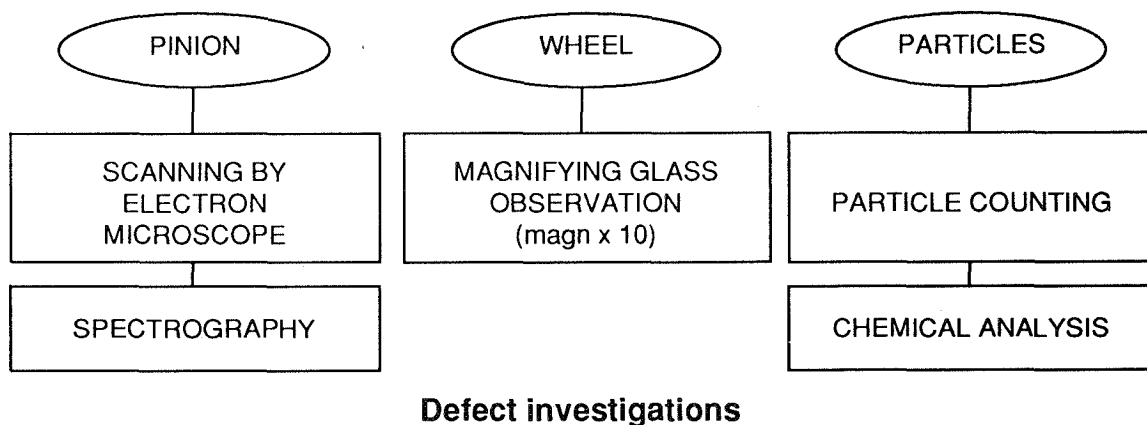 PINION
WHEEL
PARTICLES
SCANNING BY
ELECTRON
MICROSCOPE
MAGNIFYING GLASS
OBSERVATION
(magn x 10)
PARTICLE COUNTING
SPECTROGRAPHY
CHEMICAL ANALYSIS
Defect investigations